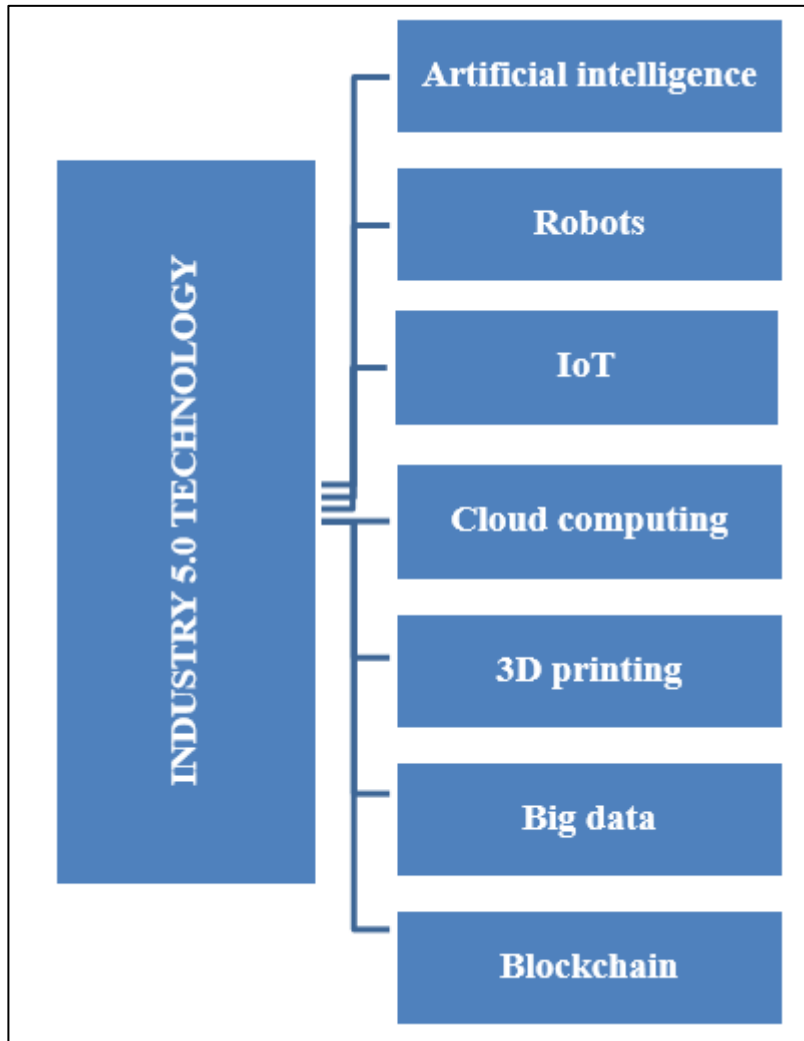 INDUSTRY 5.0 TECHNOLOGY
Artificial intelligence
Robots
IoT
Cloud computing
3D printing
Big data
Blockchain